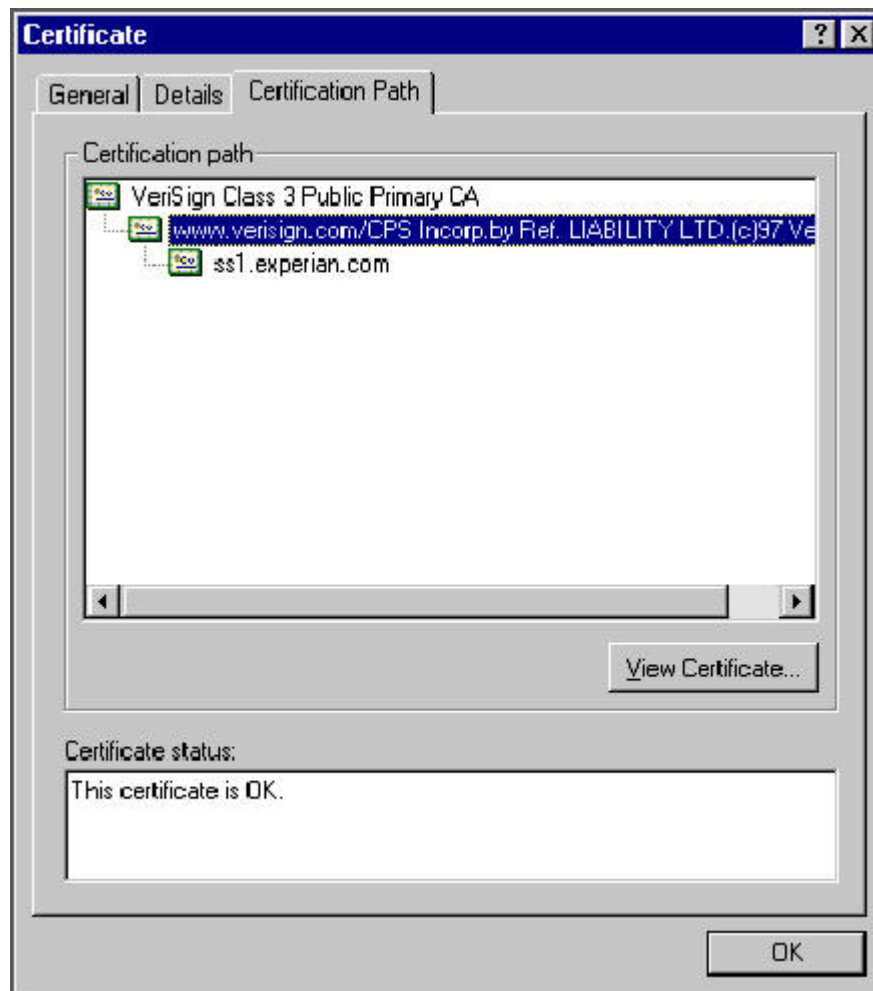 Certificate
General Details Certification Path
Certification path
VeriSign Class 3 Public Primary CA
www.verisign.com/CPS Incorp.by Ref. LIABILITY LTD.(c)97 Ve
ss1.experian.com
View Certificate...
Certificate status:
This certificate is OK.
OK